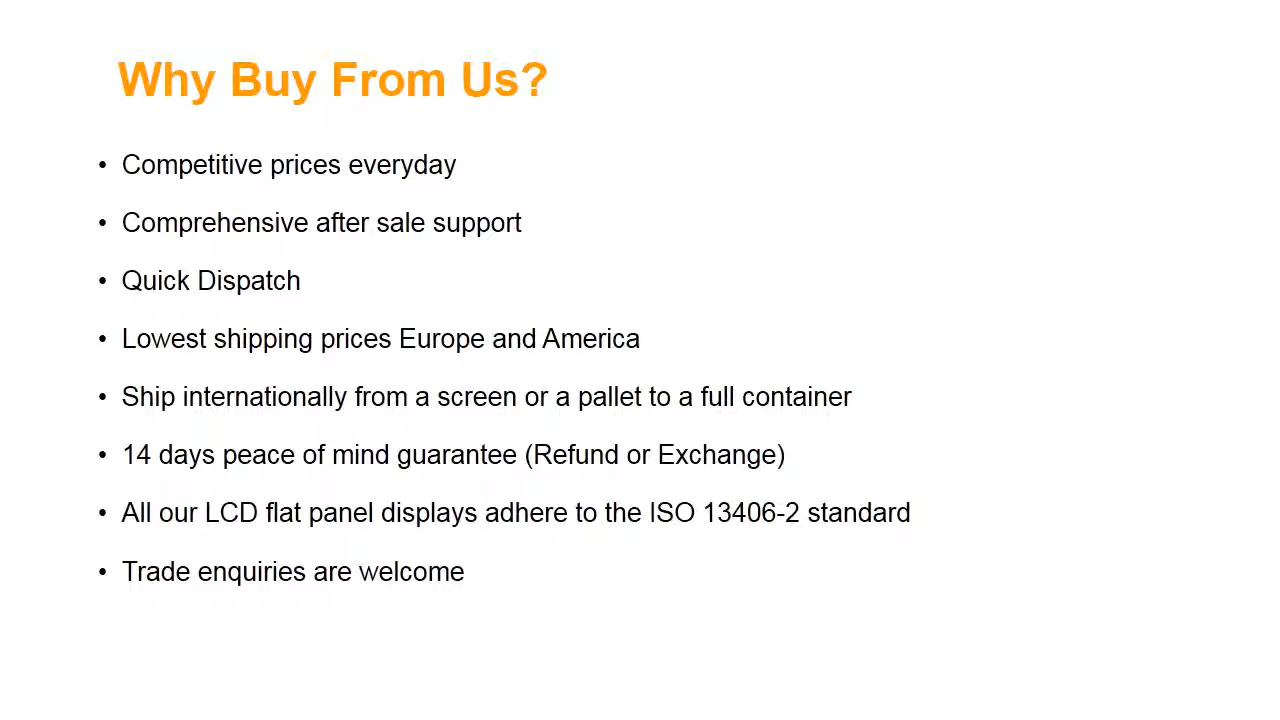 Why Buy From Us?
• Competitive prices everyday
• Comprehensive after sale support
• Quick Dispatch
• Lowest shipping prices Europe and America
• Ship internationally from a screen or a pallet to a full container
• 14 days peace of mind guarantee (Refund or Exchange)
• All our LCD flat panel displays adhere to the ISO 13406-2 standard
• Trade enquiries are welcome